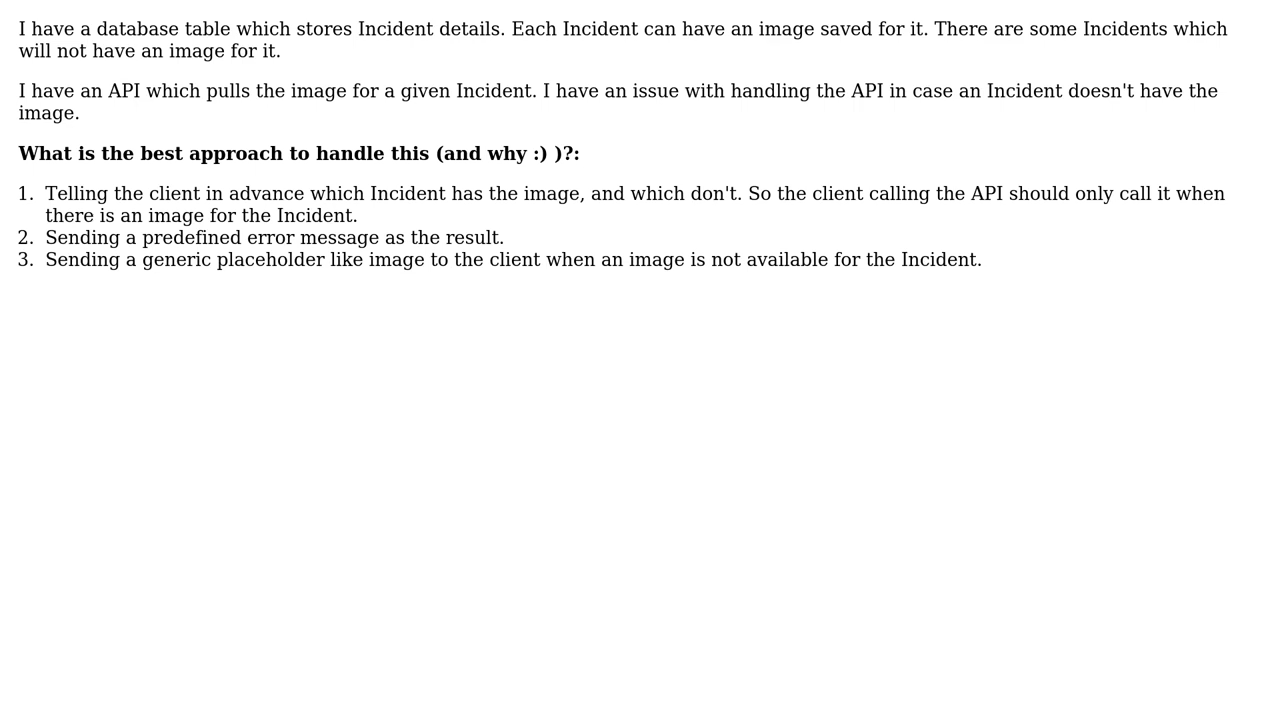 I have a database table which stores Incident details. Each Incident can have an image saved for it. There are some Incidents which
will not have an image for it.
I have an API which pulls the image for a given Incident. I have an issue with handling the API in case an Incident doesn't have the
image.
What is the best approach to handle this (and why :) )?:
1. Telling the client in advance which Incident has the image, and which don't. So the client calling the API should only call it when
there is an image for the Incident.
2. Sending a predefined error message as the result.
3. Sending a generic placeholder like image to the client when an image is not available for the Incident.